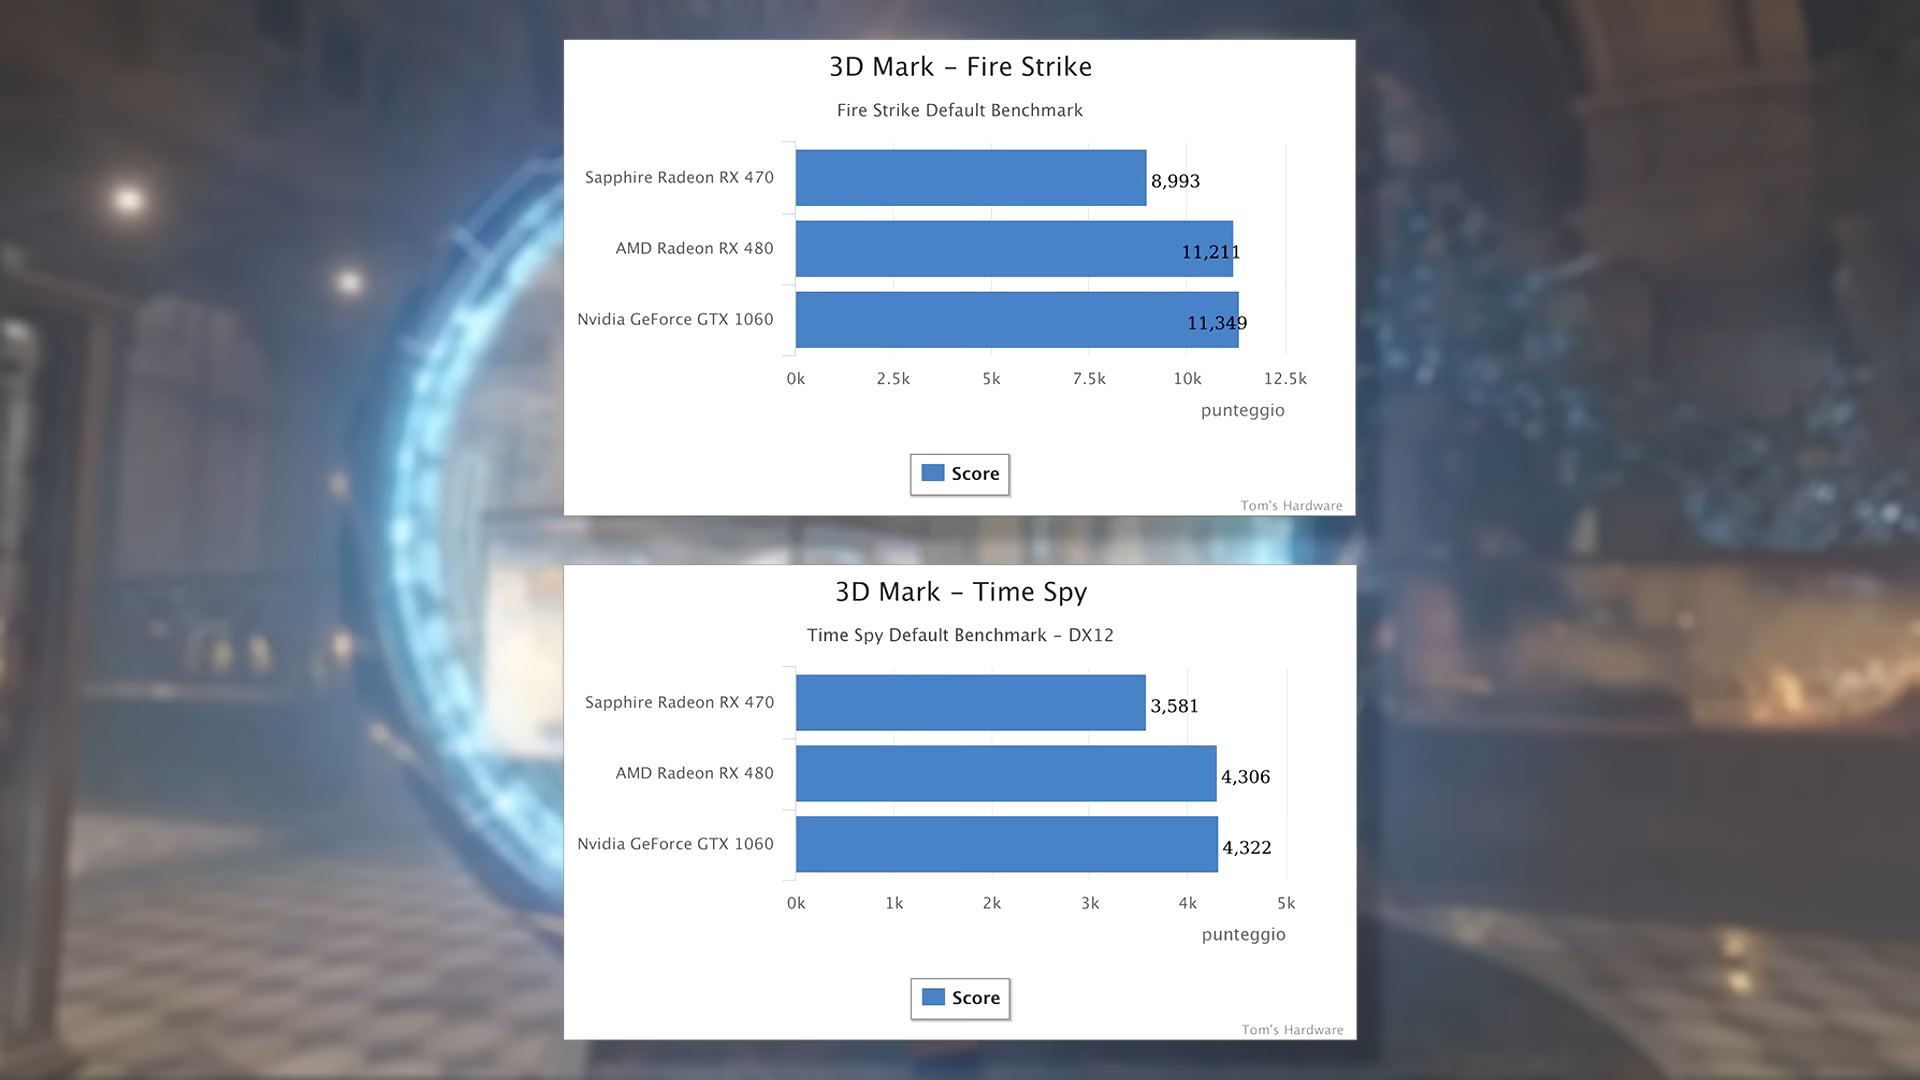 3D Mark – Fire Strike
Fire Strike Default Benchmark
Sapphire Radeon RX 470
8,993
AMD Radeon RX 480
11,211
Nvidia GeForce GTX 1060
11,349
0k 2.5k 5k 7.5k 10k 12.5k
punteggio
Score
Tom's Hardware
3D Mark – Time Spy
Time Spy Default Benchmark – DX12
Sapphire Radeon RX 470
3,581
AMD Radeon RX 480
4,306
Nvidia GeForce GTX 1060
4,322
0k 1k 2k 3k 4k 5k
punteggio
Score
Tom's Hardware